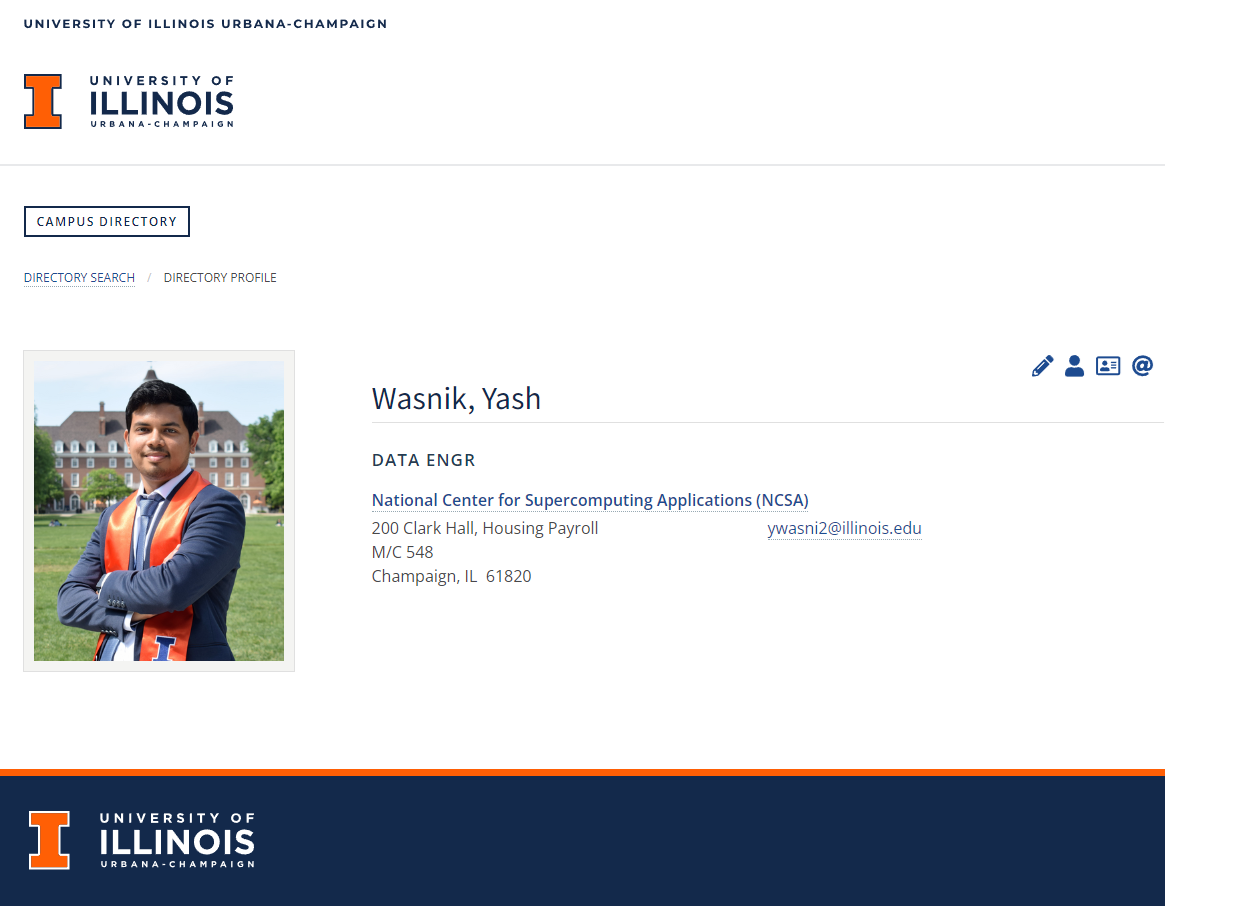 UNIVERSITY OF ILLINOIS URBANA-CHAMPAIGN
UNIVERSITY OF
ILLINOIS
URBANA-CHAMPAIGN
CAMPUS DIRECTORY
DIRECTORY SEARCH / DIRECTORY PROFILE
Wasnik, Yash
DATA ENGR
National Center for Supercomputing Applications (NCSA)
200 Clark Hall, Housing Payroll
ywasni2@illinois.edu
M/C 548
Champaign, IL 61820
UNIVERSITY OF
ILLINOIS
URBANA-CHAMPAIGN